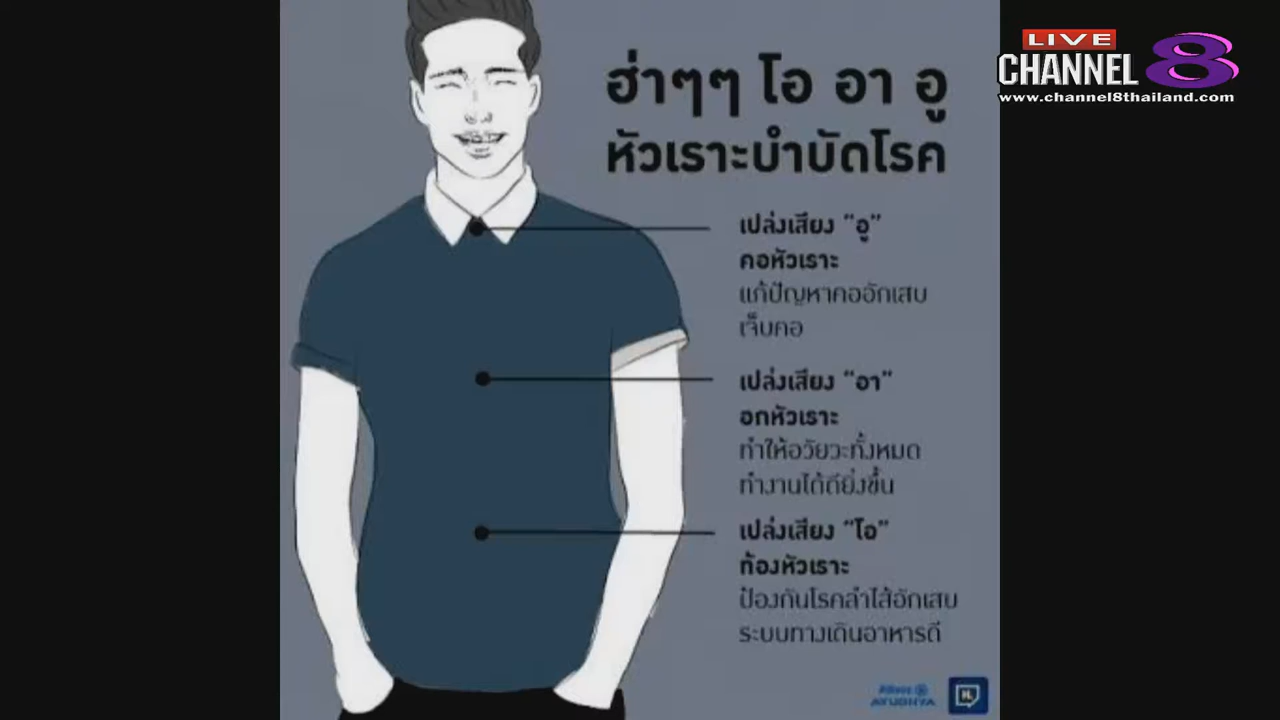 LIVE
CHANNEL 8
www.channel8thailand.com
ฮ่าๆๆ โอ อา อู
หัวเราะบำบัดโรค
เปล่งเสียง “อู”
คอหัวเราะ
แก้ปัญหาคออักเสบ
เจ็บคอ
เปล่งเสียง “อา”
อกหัวเราะ
ทำให้อวัยวะทั้งหมด
ทำงานได้ดียิ่งขึ้น
เปล่งเสียง “โอ”
ท้องหัวเราะ
ป้องกันโรคลำไส้อักเสบ
ระบบทางเดินอาหารดี
Allianz
AYUDHYA